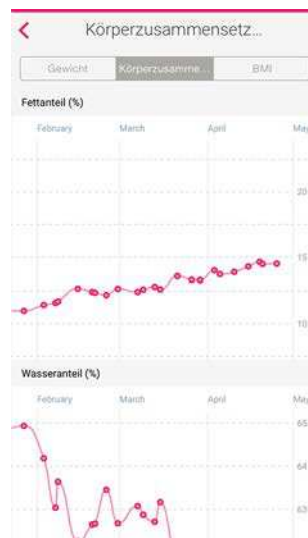 Körperzusammensetz...
Gewicht Körperzusamme... BMI
Fettanteil (%)
February March April May
20
15
10
Wasseranteil (%)
February March April May
65
64
63